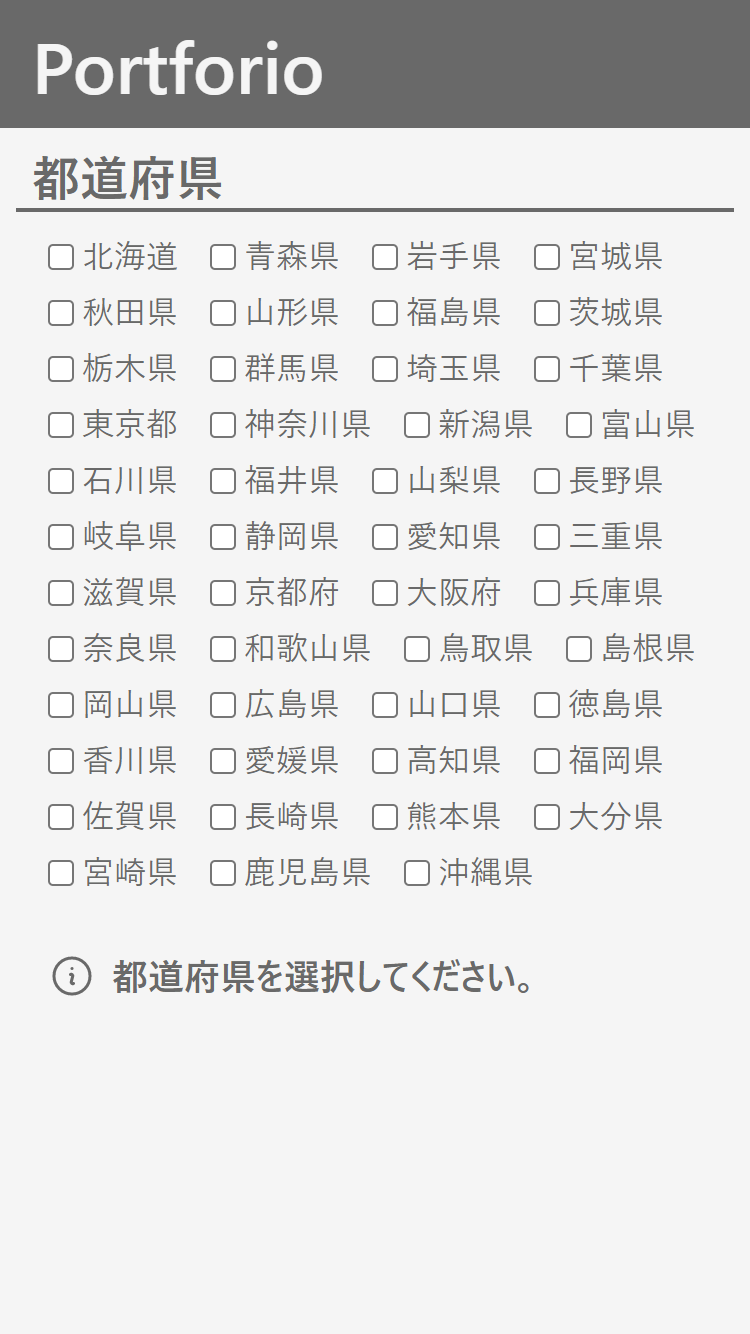 Portforio
都道府県
北海道 青森県 岩手県 宮城県
秋田県 山形県 福島県 茨城県
栃木県 群馬県 埼玉県 千葉県
東京都 神奈川県 新潟県 富山県
石川県 福井県 山梨県 長野県
岐阜県 静岡県 愛知県 三重県
滋賀県 京都府 大阪府 兵庫県
奈良県 和歌山県 鳥取県 島根県
岡山県 広島県 山口県 徳島県
香川県 愛媛県 高知県 福岡県
佐賀県 長崎県 熊本県 大分県
宮崎県 鹿児島県 沖縄県
都道府県を選択してください。